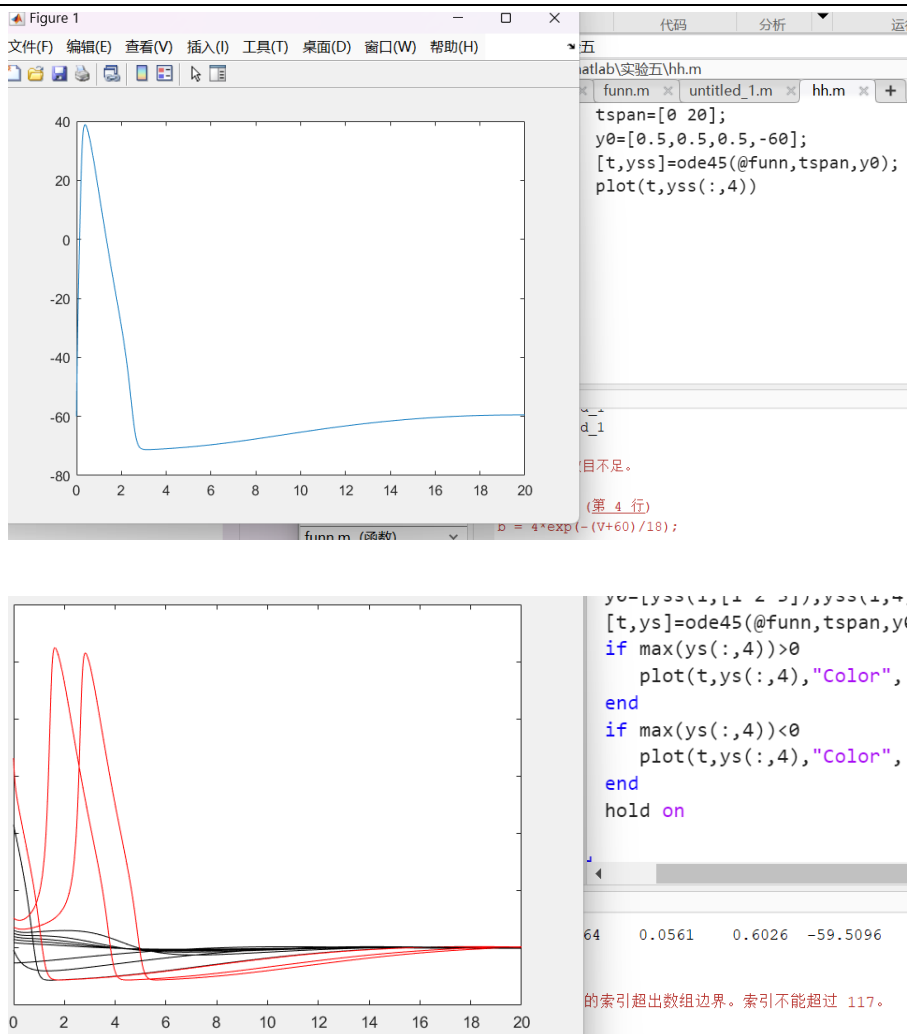 Figure 1
代码 分析
文件(F) 编辑(E) 查看(V) 插入(I) 工具(T) 桌面(D) 窗口(W) 帮助(H)
五
atlab\实验五\hh.m
funn.m × untitled_1.m × hh.m × +
tspan=[0 20];
y0=[0.5,0.5,0.5,-60];
[t,yss]=ode45(@funn,tspan,y0);
plot(t,yss(:,4))
40
20
0
-20
-40
-60
-80
0 2 4 6 8 10 12 14 16 18 20
d_1
目不足。
(第 4 行)
b = 4*exp(-(V+60)/18);
funn.m (函数)
[t,ys]=ode45(@funn,tspan,y
if max(ys(:,4))>0
plot(t,ys(:,4),"Color",
end
if max(ys(:,4))<0
plot(t,ys(:,4),"Color",
end
hold on
64 0.0561 0.6026 -59.5096
的索引超出数组边界。索引不能超过 117。
0 2 4 6 8 10 12 14 16 18 20